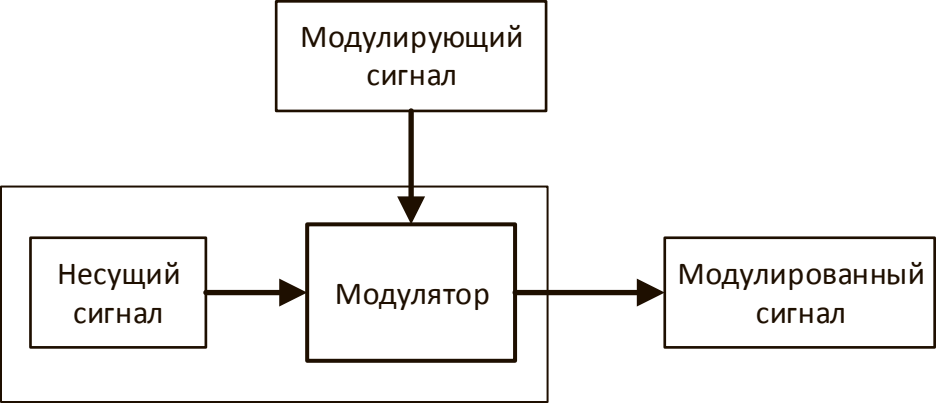 Модулирующий
сигнал
Несущий
сигнал
Модулятор
Модулированный
сигнал